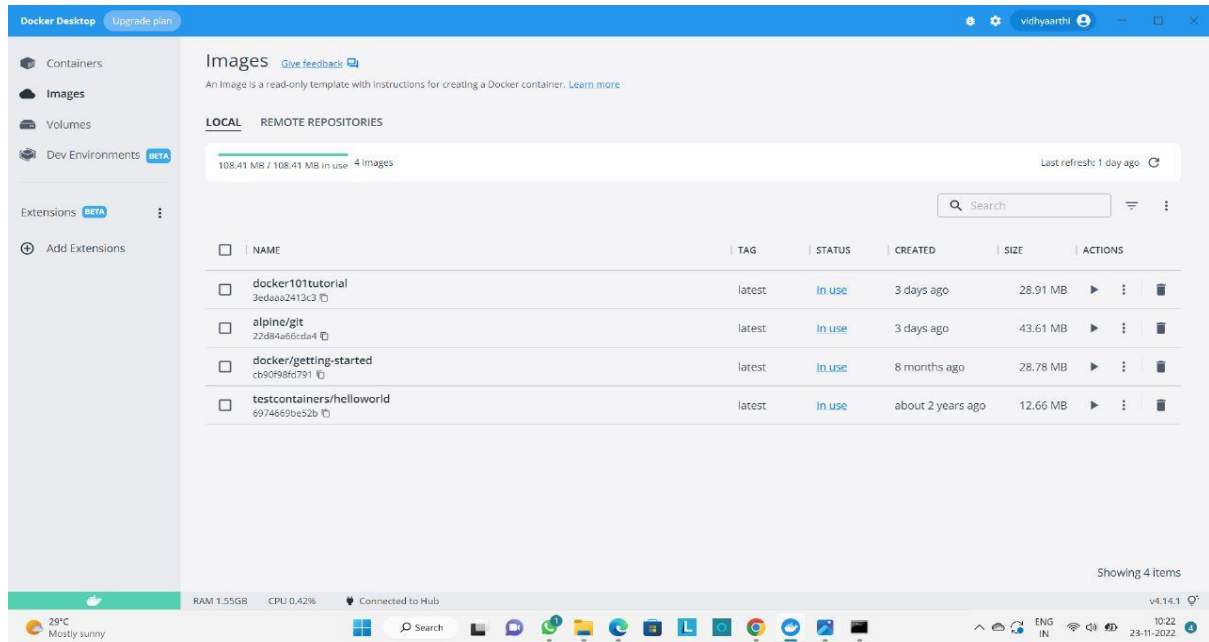 Docker Desktop Upgrade plan vidhyaarthi
Containers
Images
Volumes
Dev Environments BETA
Extensions BETA
Add Extensions
Images Give feedback
An image is a read-only template with instructions for creating a Docker container. Learn more
LOCAL REMOTE REPOSITORIES
108.41 MB / 108.41 MB in use 4 images Last refresh: 1 day ago
Search
NAME TAG STATUS CREATED SIZE ACTIONS
docker101tutorial latest In use 3 days ago 28.91 MB
3edaaa2413c3
alpine/git latest In use 3 days ago 43.61 MB
22d84a66cda4
docker/getting-started latest In use 8 months ago 28.78 MB
cb90f98fd791
testcontainers/helloworld latest In use about 2 years ago 12.66 MB
6974669be52b
Showing 4 items
RAM 1.55GB CPU 0.42% Connected to Hub v4.14.1
29°C
Mostly sunny
Search
ENG
IN
10:22
23-11-2022
4